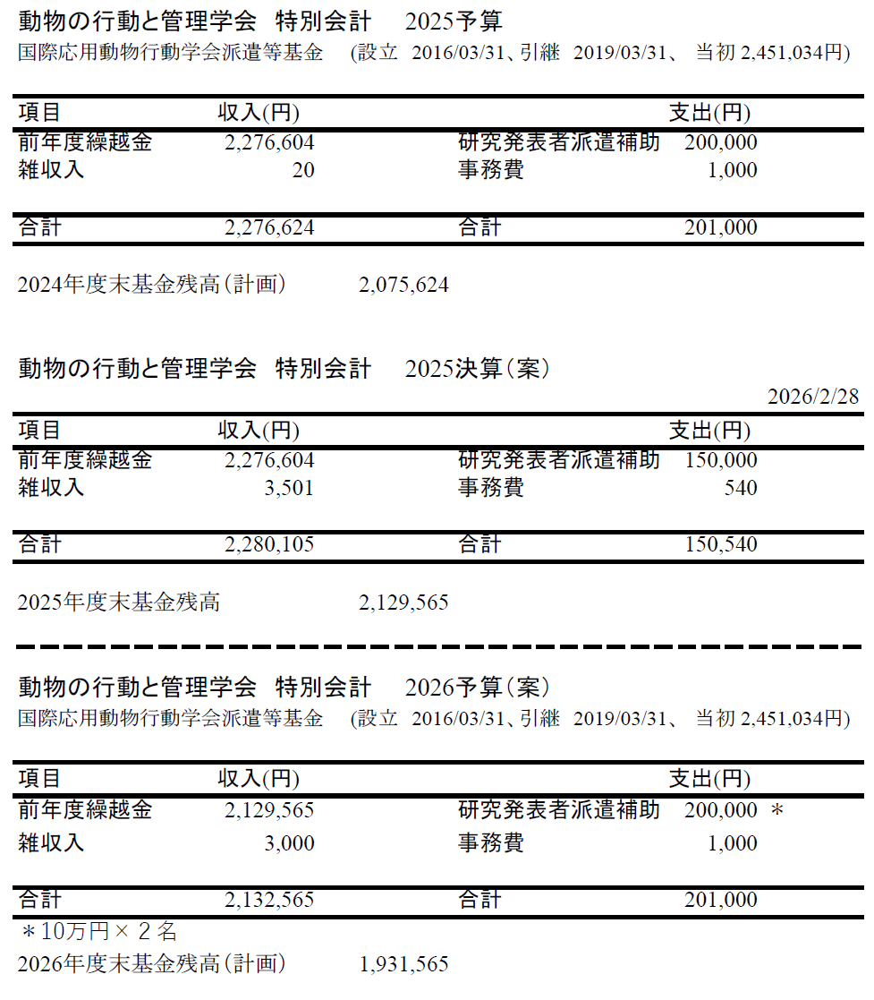 動物の行動と管理学会 特別会計 2025予算
国際応用動物行動学会派遣等基金 (設立 2016/03/31、引継 2019/03/31、 当初 2,451,034円)
項目 収入(円) 支出(円)
前年度繰越金 2,276,604 研究発表者派遣補助 200,000
雑収入 20 事務費 1,000
合計 2,276,624 合計 201,000
2024年度末基金残高(計画) 2,075,624
動物の行動と管理学会 特別会計 2025決算(案)
2026/2/28
項目 収入(円) 支出(円)
前年度繰越金 2,276,604 研究発表者派遣補助 150,000
雑収入 3,501 事務費 540
合計 2,280,105 合計 150,540
2025年度末基金残高 2,129,565
動物の行動と管理学会 特別会計 2026予算(案)
国際応用動物行動学会派遣等基金 (設立 2016/03/31、引継 2019/03/31、 当初 2,451,034円)
項目 収入(円) 支出(円)
前年度繰越金 2,129,565 研究発表者派遣補助 200,000 *
雑収入 3,000 事務費 1,000
合計 2,132,565 合計 201,000
*10万円×2名
2026年度末基金残高(計画) 1,931,565